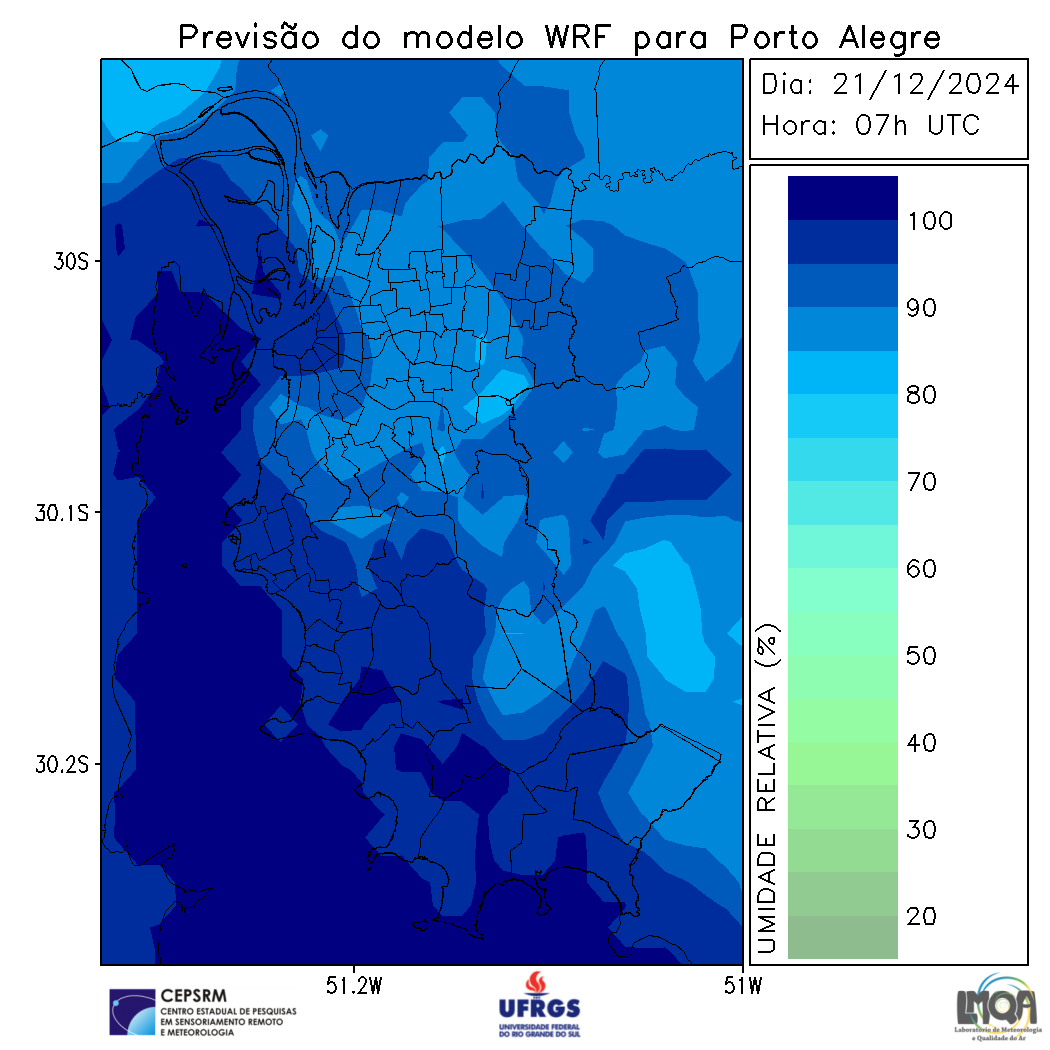 Previsão do modelo WRF para Porto Alegre
Dia: 21/12/2024
Hora: 07h UTC
30S
30.1S
30.2S
51.2W
51W
100
90
80
70
60
50
40
30
20
UMIDADE RELATIVA (%)
CEPSRM
CENTRO ESTADUAL DE PESQUISAS
EM SENSORIAMENTO REMOTO
E METEOROLOGIA
UFRGS
UNIVERSIDADE FEDERAL
DO RIO GRANDE DO SUL
LMQA
Laboratório de Meteorologia
e Qualidade do Ar